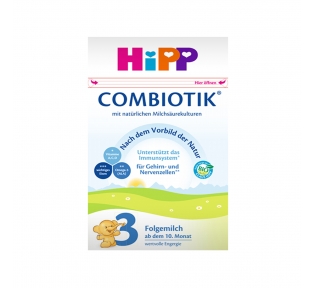 HiPP
Hier öffnen
COMBIOTIK®
mit natürlichen Milchsäurekulturen
Nach dem Vorbild der Natur
Unterstützt das
Immunsystem*
für Gehirn- und
Nervenzellen**
BIO
3
Folgemilch
ab dem 10. Monat